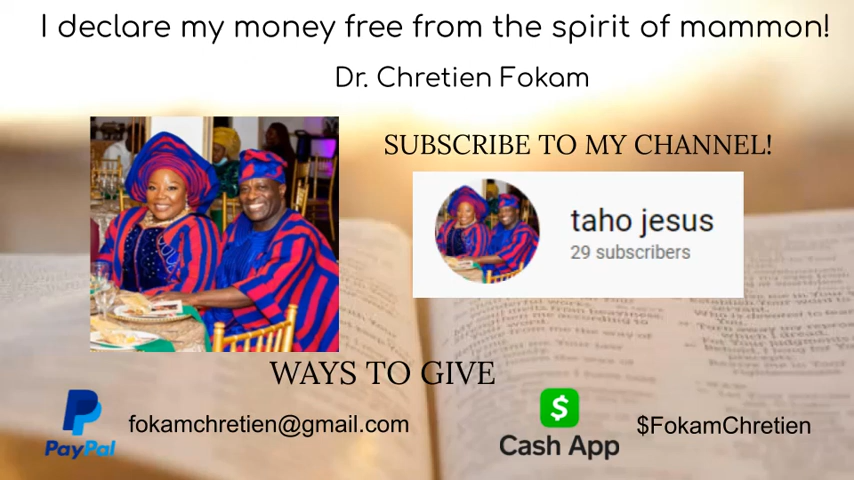 I declare my money free from the spirit of mammon!
Dr. Chretien Fokam
SUBSCRIBE TO MY CHANNEL!
taho jesus
29 subscribers
WAYS TO GIVE
PayPal
fokamchretien@gmail.com
Cash App
$FokamChretien